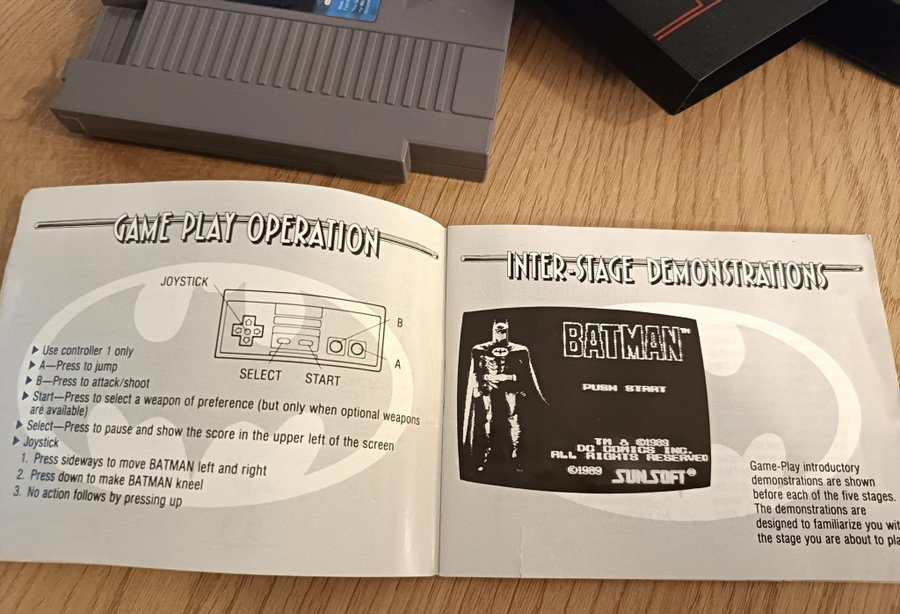 GAME PLAY OPERATION
JOYSTICK
B
A
SELECT START
▶ Use controller 1 only
▶ A—Press to jump
▶ B—Press to attack/shoot
▶ Start—Press to select a weapon of preference (but only when optional weapons
are available)
▶ Select—Press to pause and show the score in the upper left of the screen
▶ Joystick
1. Press sideways to move BATMAN left and right
2. Press down to make BATMAN kneel
3. No action follows by pressing up
INTER-STAGE DEMONSTRATIONS
BATMAN™
PUSH START
TM & ©1989
DC COMICS INC.
ALL RIGHTS RESERVED
©1989 SUNSOFT®
Game-Play introductory
demonstrations are shown
before each of the five stages.
The demonstrations are
designed to familiarize you wit
the stage you are about to pla